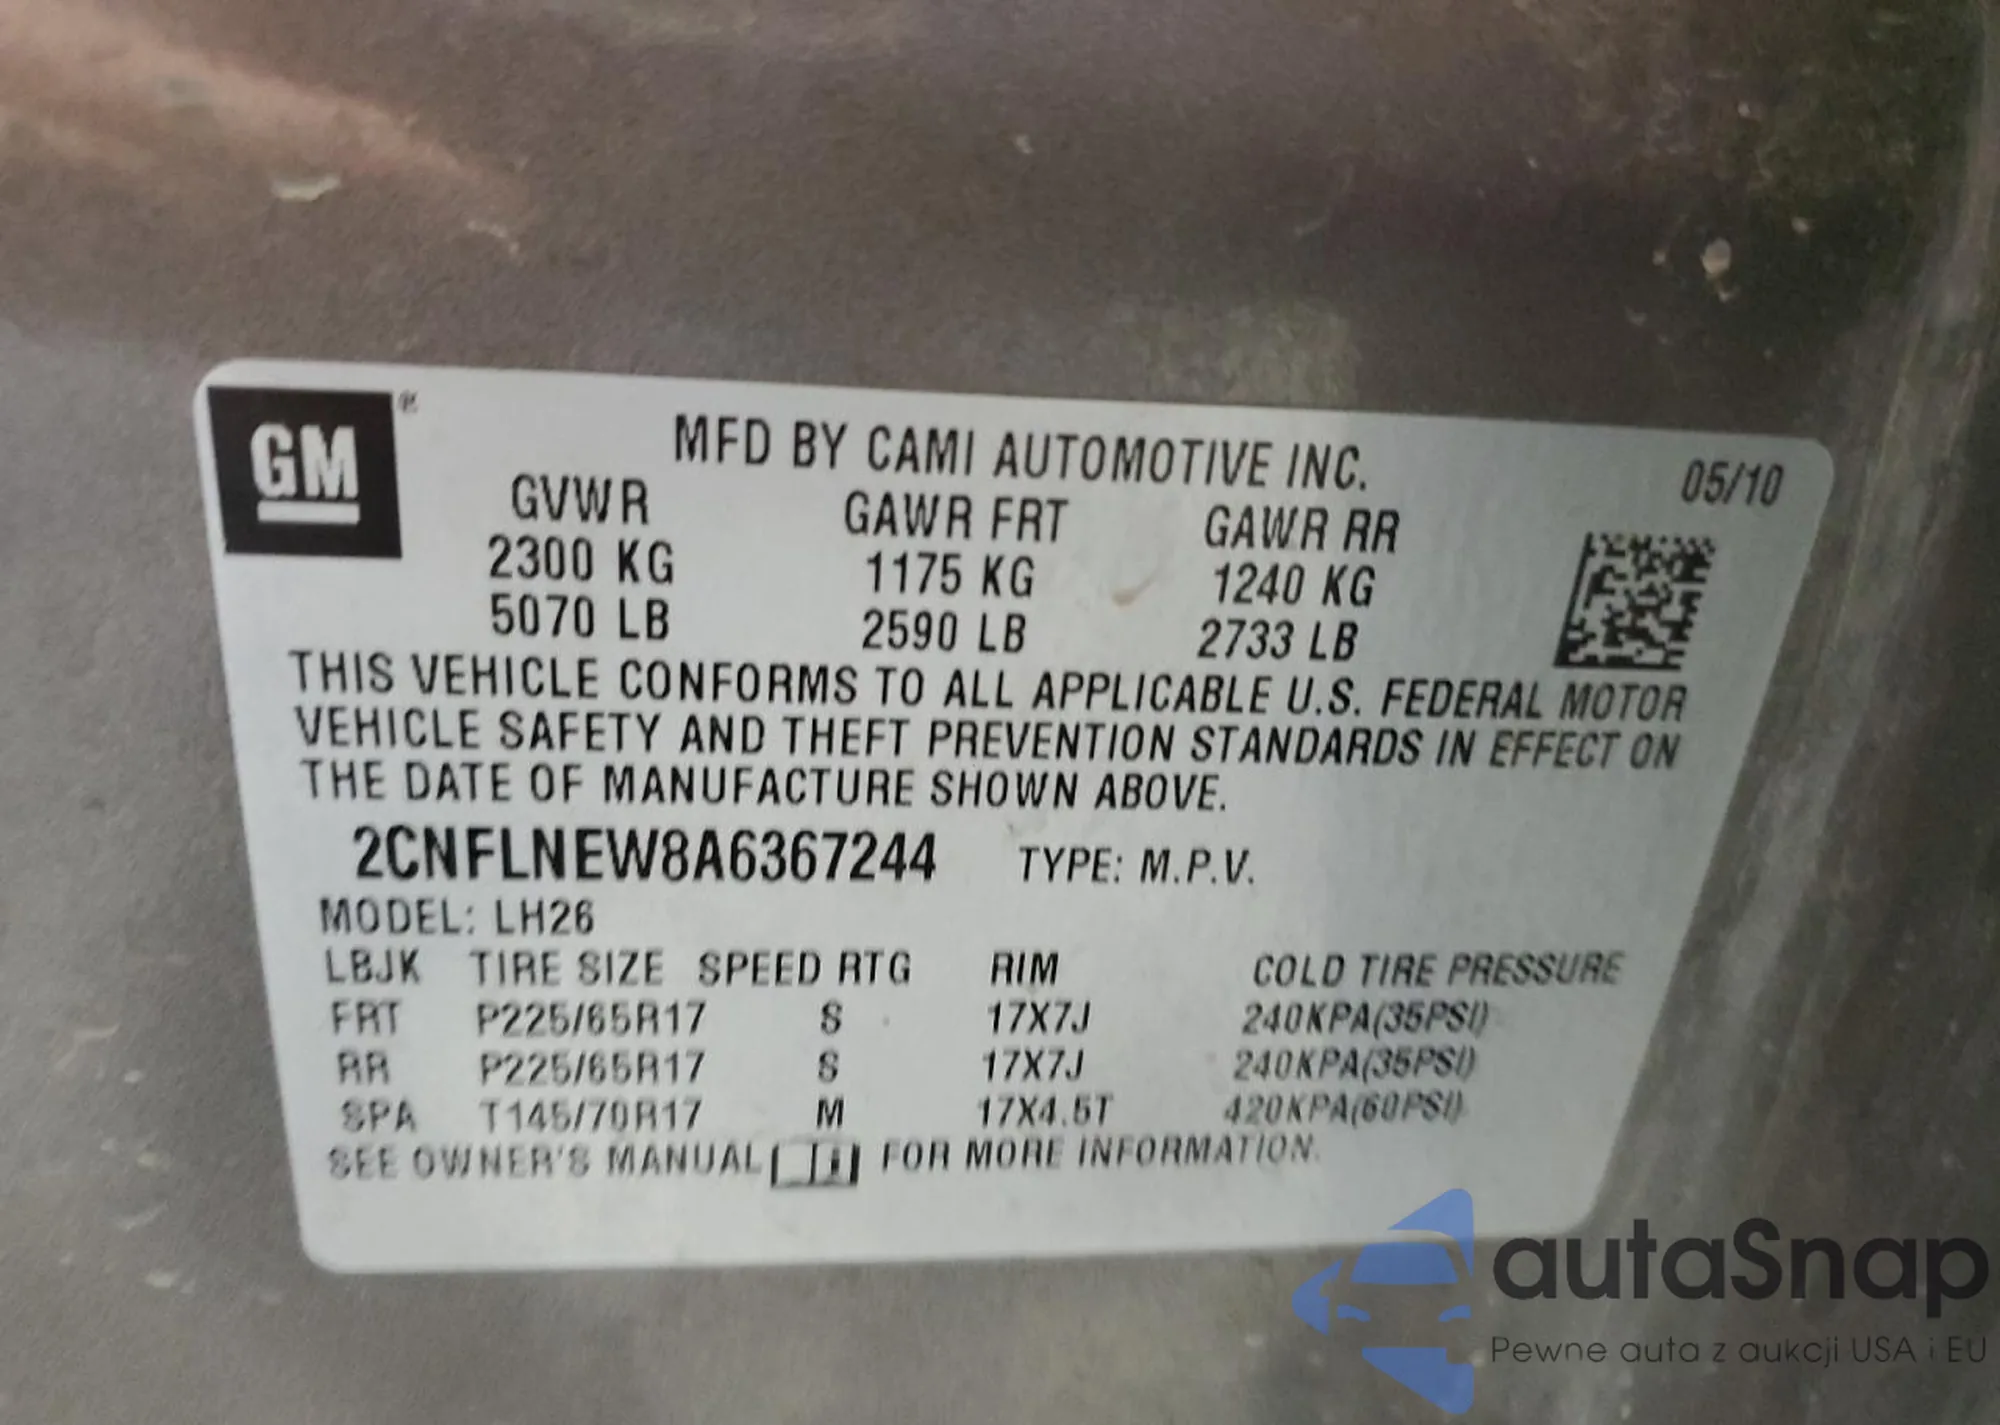 GM®
MFD BY CAMI AUTOMOTIVE INC.
05/10
GVWR GAWR FRT GAWR RR
2300 KG 1175 KG 1240 KG
5070 LB 2590 LB 2733 LB
THIS VEHICLE CONFORMS TO ALL APPLICABLE U.S. FEDERAL MOTOR
VEHICLE SAFETY AND THEFT PREVENTION STANDARDS IN EFFECT ON
THE DATE OF MANUFACTURE SHOWN ABOVE.
2CNFLNEW8A6367244 TYPE: M.P.V.
MODEL: LH26
LBJK TIRE SIZE SPEED RTG RIM COLD TIRE PRESSURE
FRT P225/65R17 S 17X7J 240KPA(35PSI)
RR P225/65R17 S 17X7J 240KPA(35PSI)
SPA T145/70R17 M 17X4.5T 420KPA(60PSI)
SEE OWNER'S MANUAL FOR MORE INFORMATION.
autaSnap
Pewne auta z aukcji USA i EU